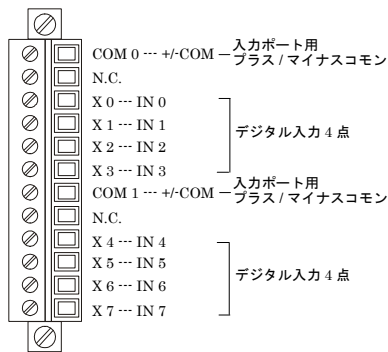 COM 0 --- +/-COM
入力ポート用
プラス / マイナスコモン
N.C.
X 0 --- IN 0
X 1 --- IN 1
X 2 --- IN 2
X 3 --- IN 3
デジタル入力 4 点
COM 1 --- +/-COM
入力ポート用
プラス / マイナスコモン
N.C.
X 4 --- IN 4
X 5 --- IN 5
X 6 --- IN 6
X 7 --- IN 7
デジタル入力 4 点